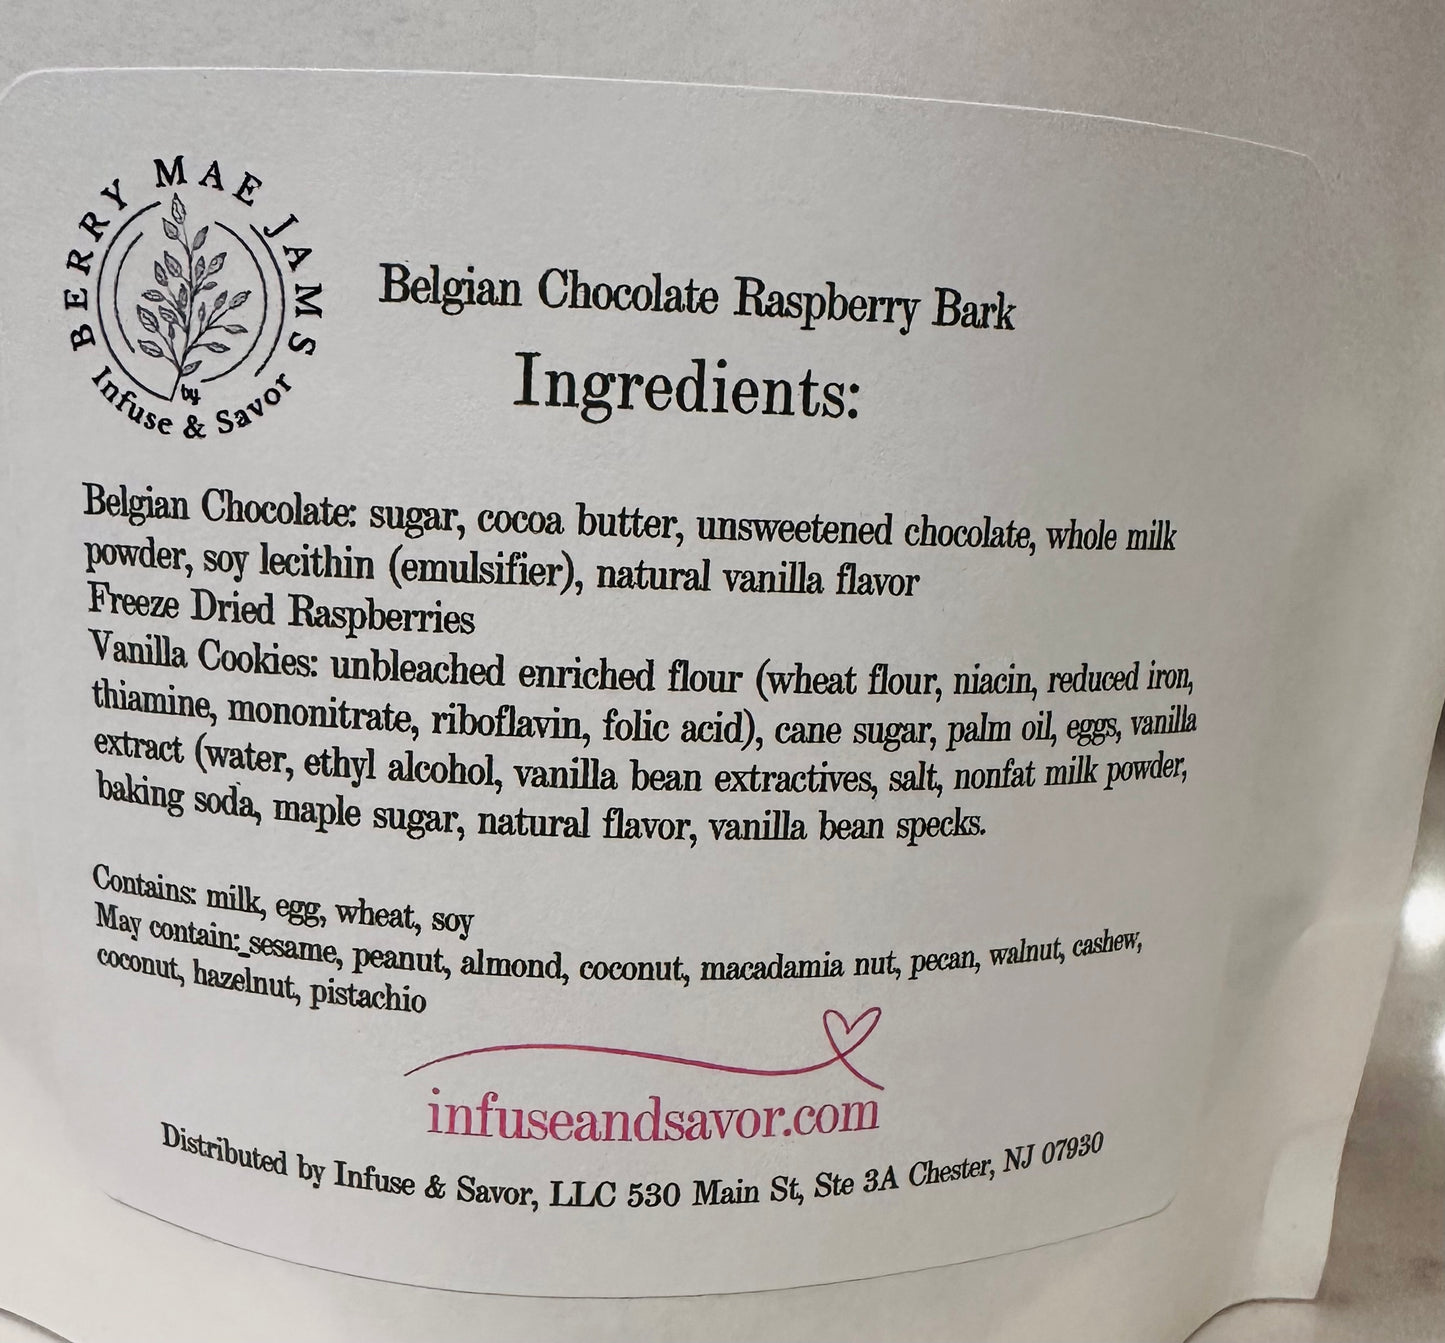 BERRY MAE JAMS
by
Infuse & Savor
Belgian Chocolate Raspberry Bark
Ingredients:
Belgian Chocolate: sugar, cocoa butter, unsweetened chocolate, whole milk
powder, soy lecithin (emulsifier), natural vanilla flavor
Freeze Dried Raspberries
Vanilla Cookies: unbleached enriched flour (wheat flour, niacin, reduced iron,
thiamine, mononitrate, riboflavin, folic acid), cane sugar, palm oil, eggs, vanilla
extract (water, ethyl alcohol, vanilla bean extractives, salt, nonfat milk powder,
baking soda, maple sugar, natural flavor, vanilla bean specks.
Contains: milk, egg, wheat, soy
May contain: sesame, peanut, almond, coconut, macadamia nut, pecan, walnut, cashew,
coconut, hazelnut, pistachio
infuseandsavor.com
Distributed by Infuse & Savor, LLC 530 Main St, Ste 3A Chester, NJ 07930